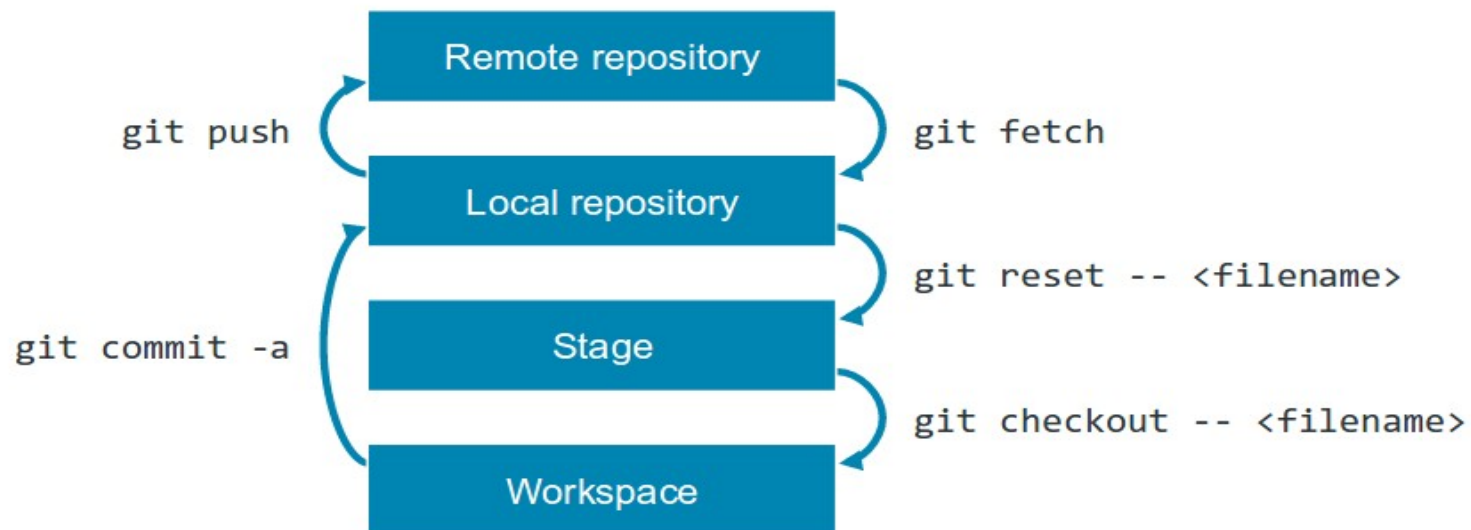 Remote repository
git push
git fetch
Local repository
git reset -- <filename>
git commit -a
Stage
git checkout -- <filename>
Workspace